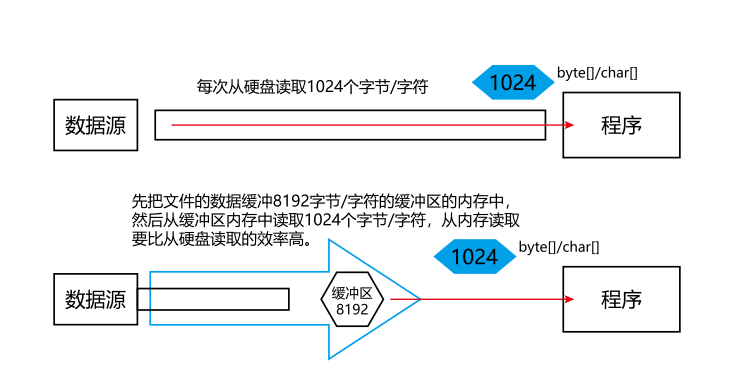 每次从硬盘读取1024个字节/字符
1024
byte[]/char[]
数据源
程序
先把文件的数据缓冲8192字节/字符的缓冲区的内存中,
然后从缓冲区内存中读取1024个字节/字符，从内存读取
要比从硬盘读取的效率高。
1024
byte[]/char[]
数据源
缓冲区
8192
程序